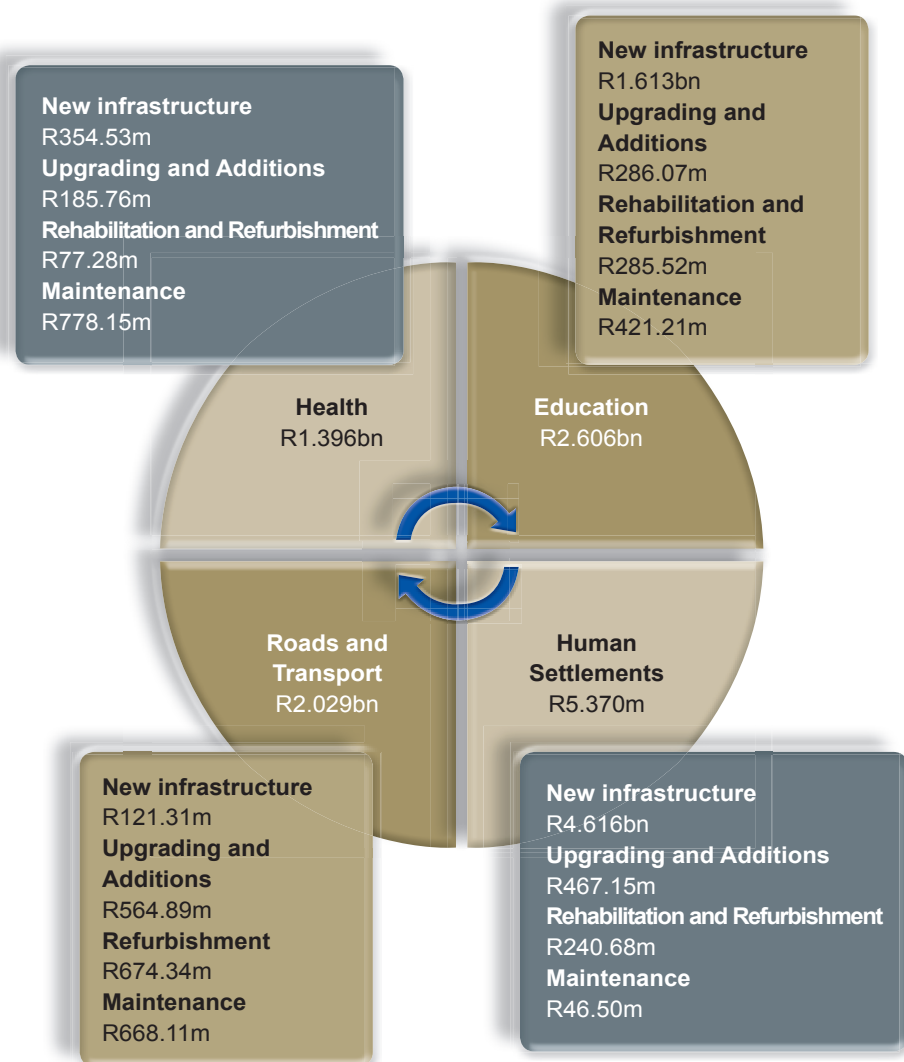 New infrastructure
R354.53m
Upgrading and Additions
R185.76m
Rehabilitation and Refurbishment
R77.28m
Maintenance
R778.15m
New infrastructure
R1.613bn
Upgrading and
Additions
R286.07m
Rehabilitation and
Refurbishment
R285.52m
Maintenance
R421.21m
Health
R1.396bn
Education
R2.606bn
Roads and
Transport
R2.029bn
Human
Settlements
R5.370m
New infrastructure
R121.31m
Upgrading and
Additions
R564.89m
Refurbishment
R674.34m
Maintenance
R668.11m
New infrastructure
R4.616bn
Upgrading and Additions
R467.15m
Rehabilitation and Refurbishment
R240.68m
Maintenance
R46.50m